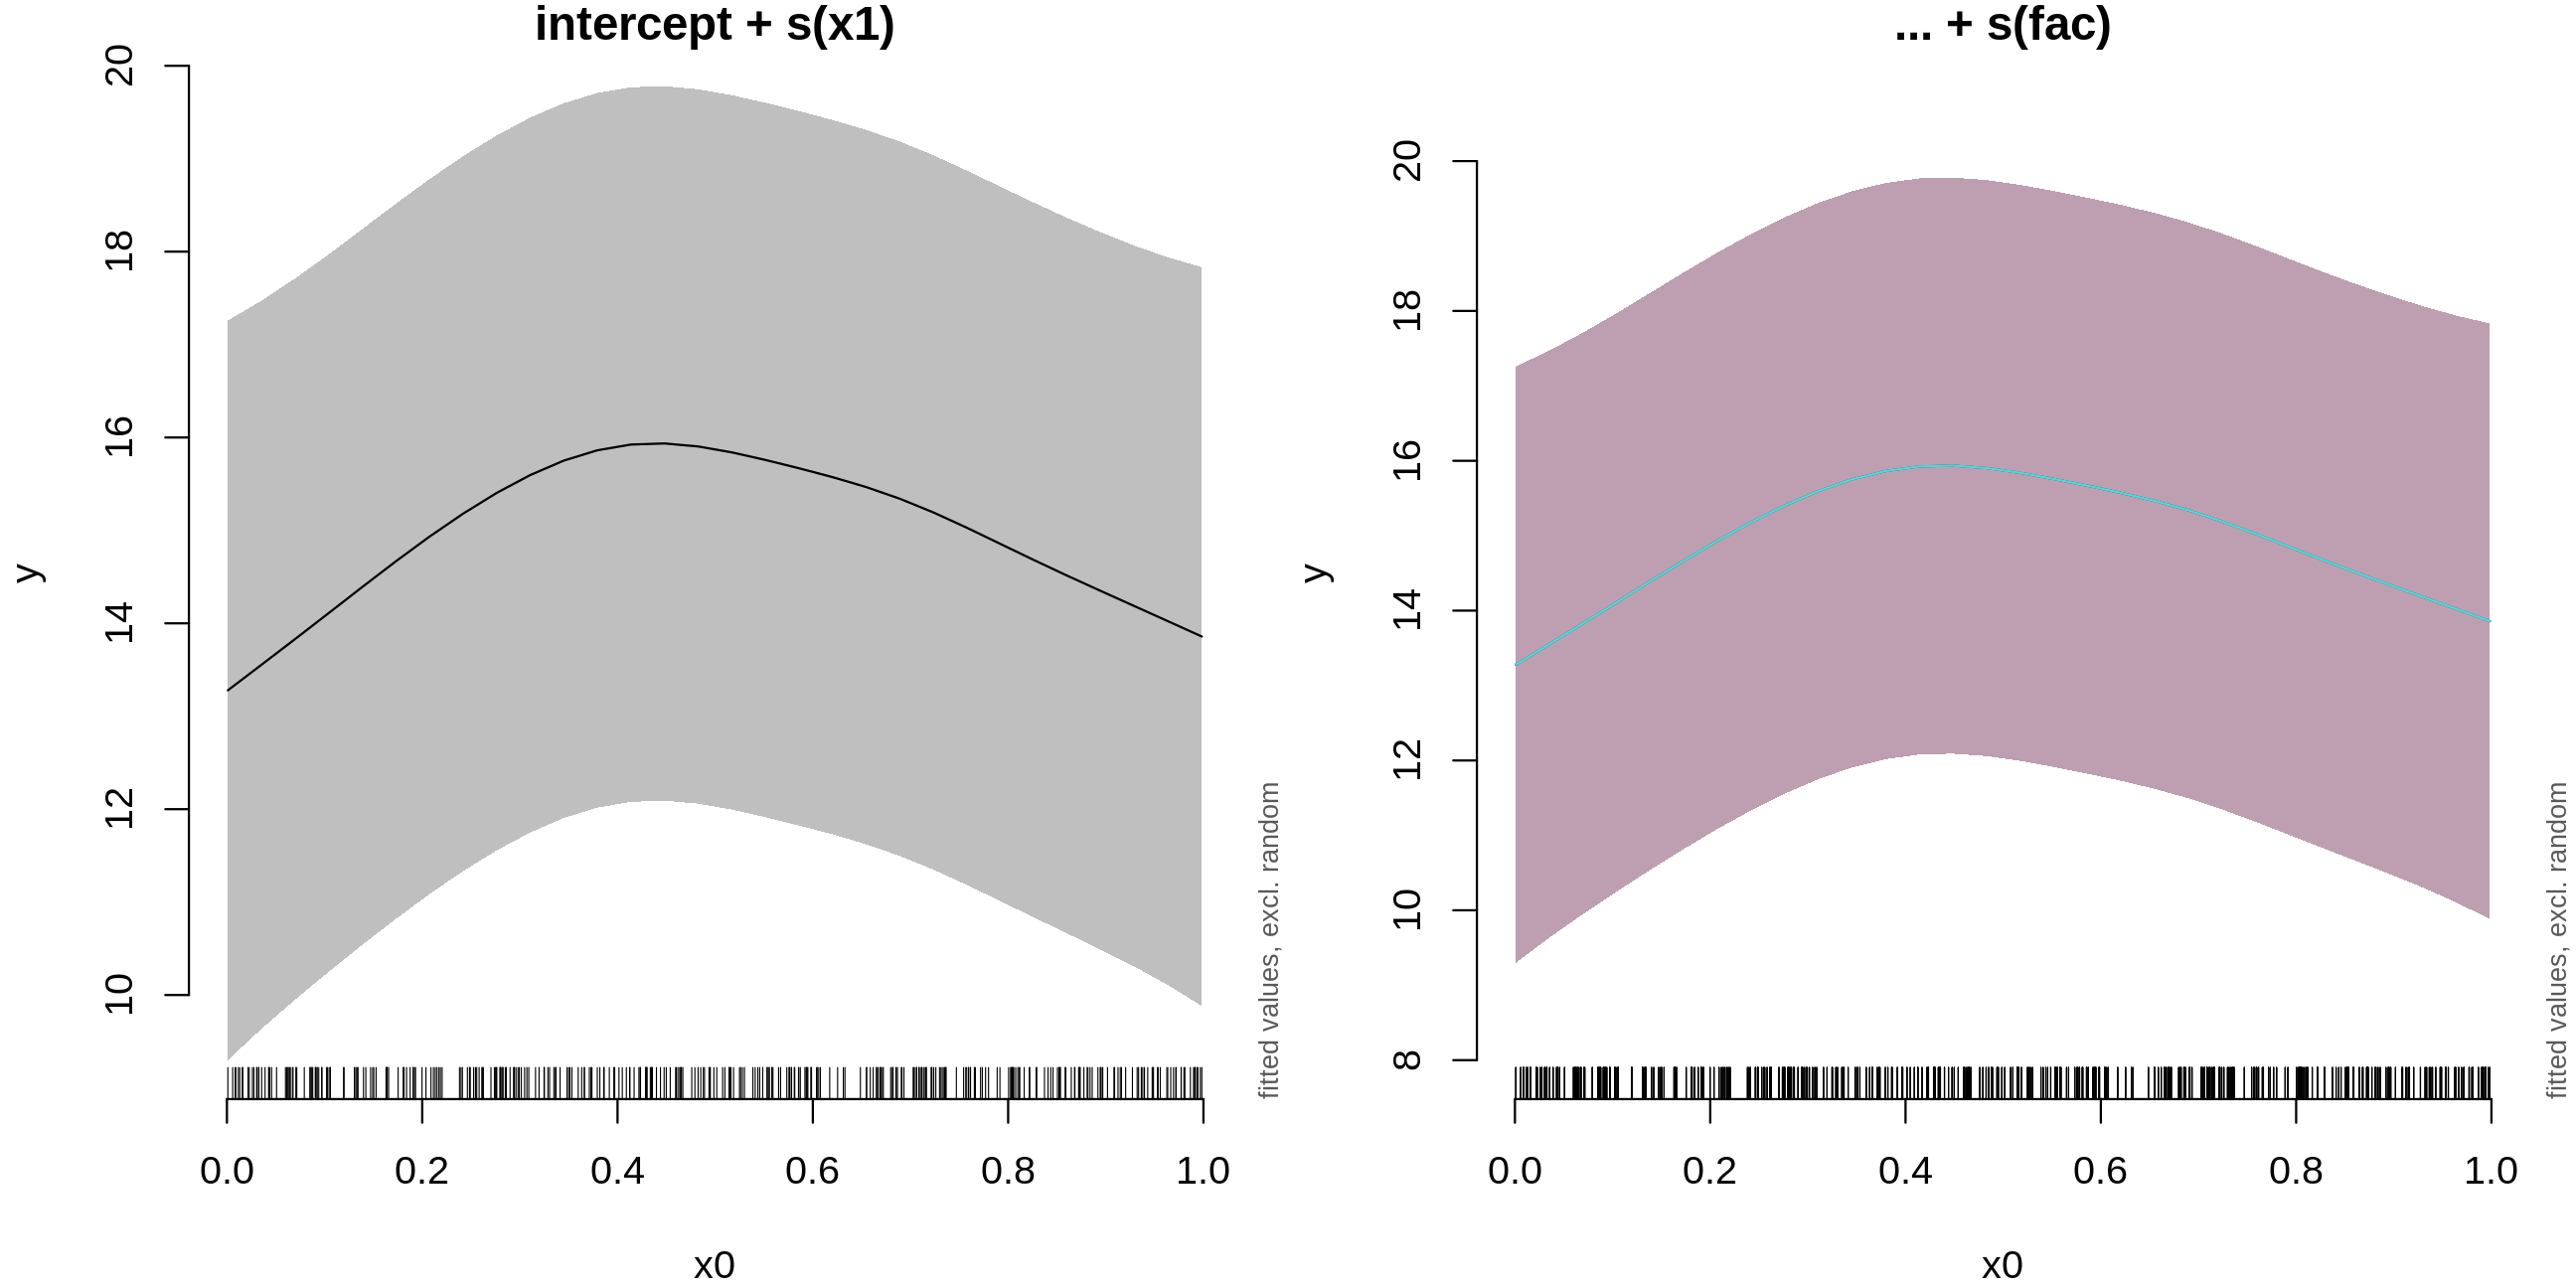 intercept + s(x1)
20
18
16
14
12
10
y
0.0 0.2 0.4 0.6 0.8 1.0
x0
fitted values, excl. random
... + s(fac)
20
18
16
14
12
10
8
y
0.0 0.2 0.4 0.6 0.8 1.0
x0
fitted values, excl. random